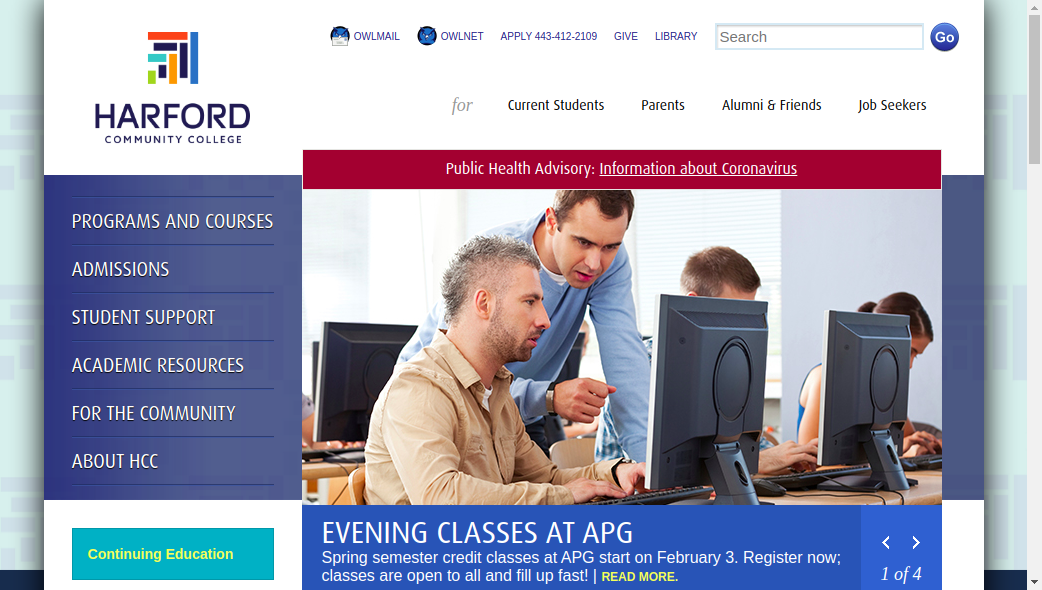 OWLMAIL OWLNET APPLY 443-412-2109 GIVE LIBRARY Search Go
HARFORD
COMMUNITY COLLEGE
for Current Students Parents Alumni & Friends Job Seekers
Public Health Advisory: Information about Coronavirus
PROGRAMS AND COURSES
ADMISSIONS
STUDENT SUPPORT
ACADEMIC RESOURCES
FOR THE COMMUNITY
ABOUT HCC
Continuing Education
EVENING CLASSES AT APG
Spring semester credit classes at APG start on February 3. Register now;
classes are open to all and fill up fast! | READ MORE.
1 of 4